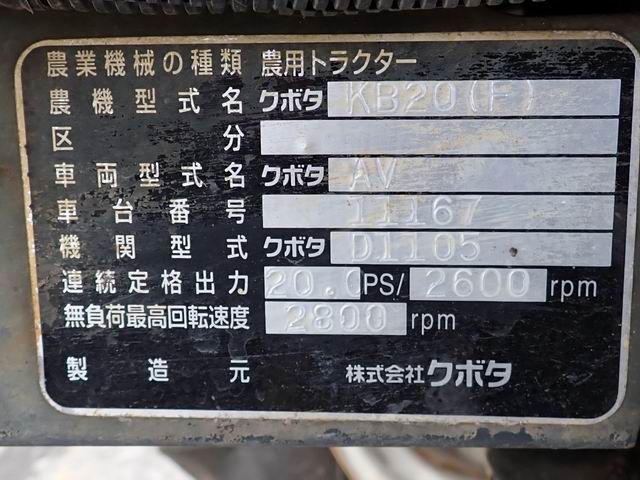 農業機械の種類 農用トラクター
農機型式名 クボタ KB20(F)
区分
車両型式名 クボタ AV
車台番号 11167
機関型式 クボタ D1105
連続定格出力 20.0PS/ 2600 rpm
無負荷最高回転速度 2800 rpm
製造元 株式会社クボタ